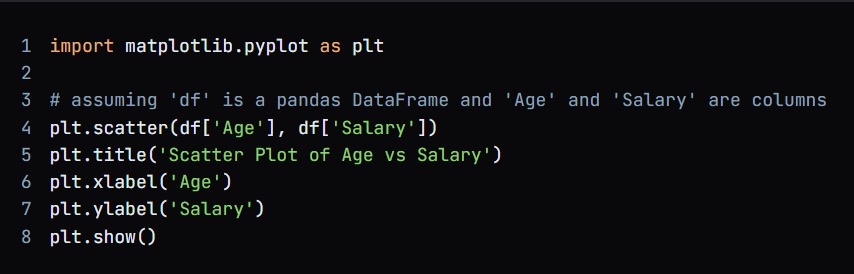 1 import matplotlib.pyplot as plt
2
3 # assuming 'df' is a pandas DataFrame and 'Age' and 'Salary' are columns
4 plt.scatter(df['Age'], df['Salary'])
5 plt.title('Scatter Plot of Age vs Salary')
6 plt.xlabel('Age')
7 plt.ylabel('Salary')
8 plt.show()